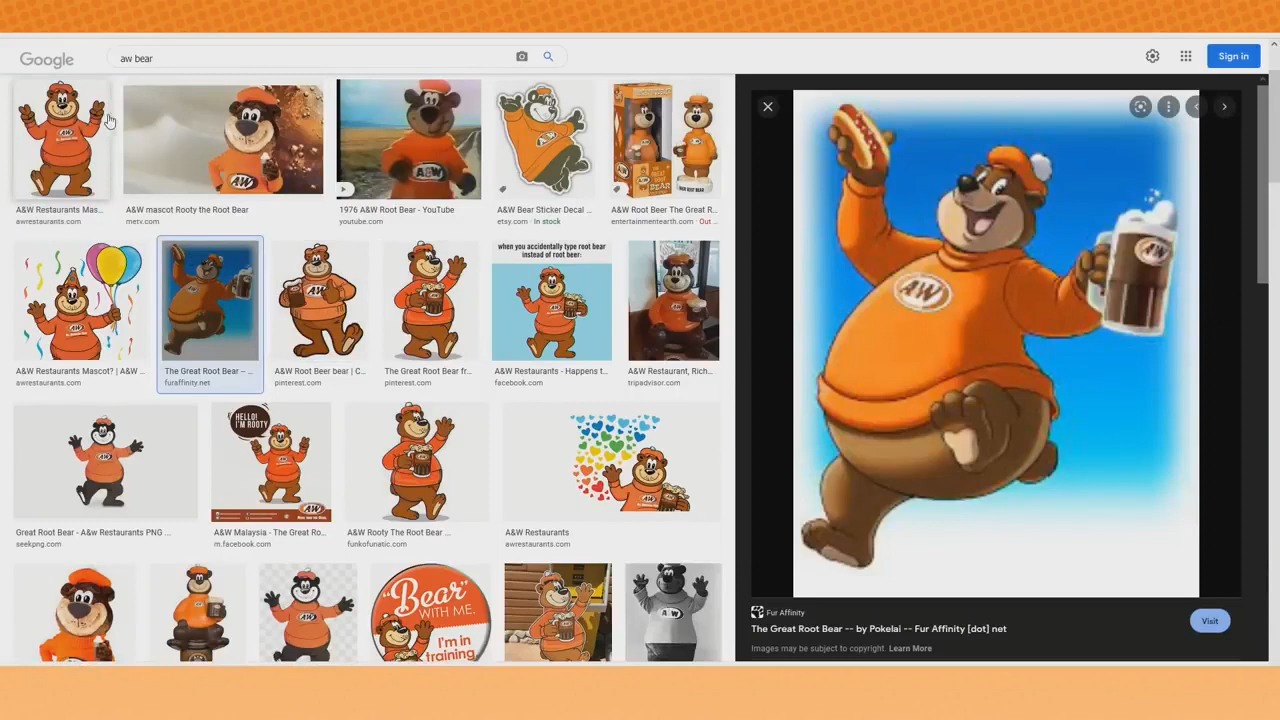 Google
aw bear
Sign in
A&W Restaurants Mas...
awrestaurants.com
A&W mascot Rooty the Root Bear
metv.com
1976 A&W Root Bear - YouTube
youtube.com
A&W Bear Sticker Decal ...
etsy.com · In stock
A&W Root Beer The Great R...
entertainmentearth.com · Out ...
when you accidentally type root bear
instead of root beer:
A&W Restaurants Mascot? | A&W ...
awrestaurants.com
The Great Root Bear -- ...
furaffinity.net
A&W Root Beer bear | C...
pinterest.com
The Great Root Bear fr...
pinterest.com
A&W Restaurants - Happens t...
facebook.com
A&W Restaurant, Rich...
tripadvisor.com
HELLO!
I'M ROOTY
Great Root Bear - A&w Restaurants PNG ...
seekpng.com
A&W Malaysia - The Great Ro...
m.facebook.com
A&W Rooty The Root Bear ...
funkofunatic.com
A&W Restaurants
awrestaurants.com
"Bear"
WITH ME.
I'm in
training
A&W
A&W
Fur Affinity
The Great Root Bear -- by Pokelai -- Fur Affinity [dot] net
Visit
Images may be subject to copyright. Learn More